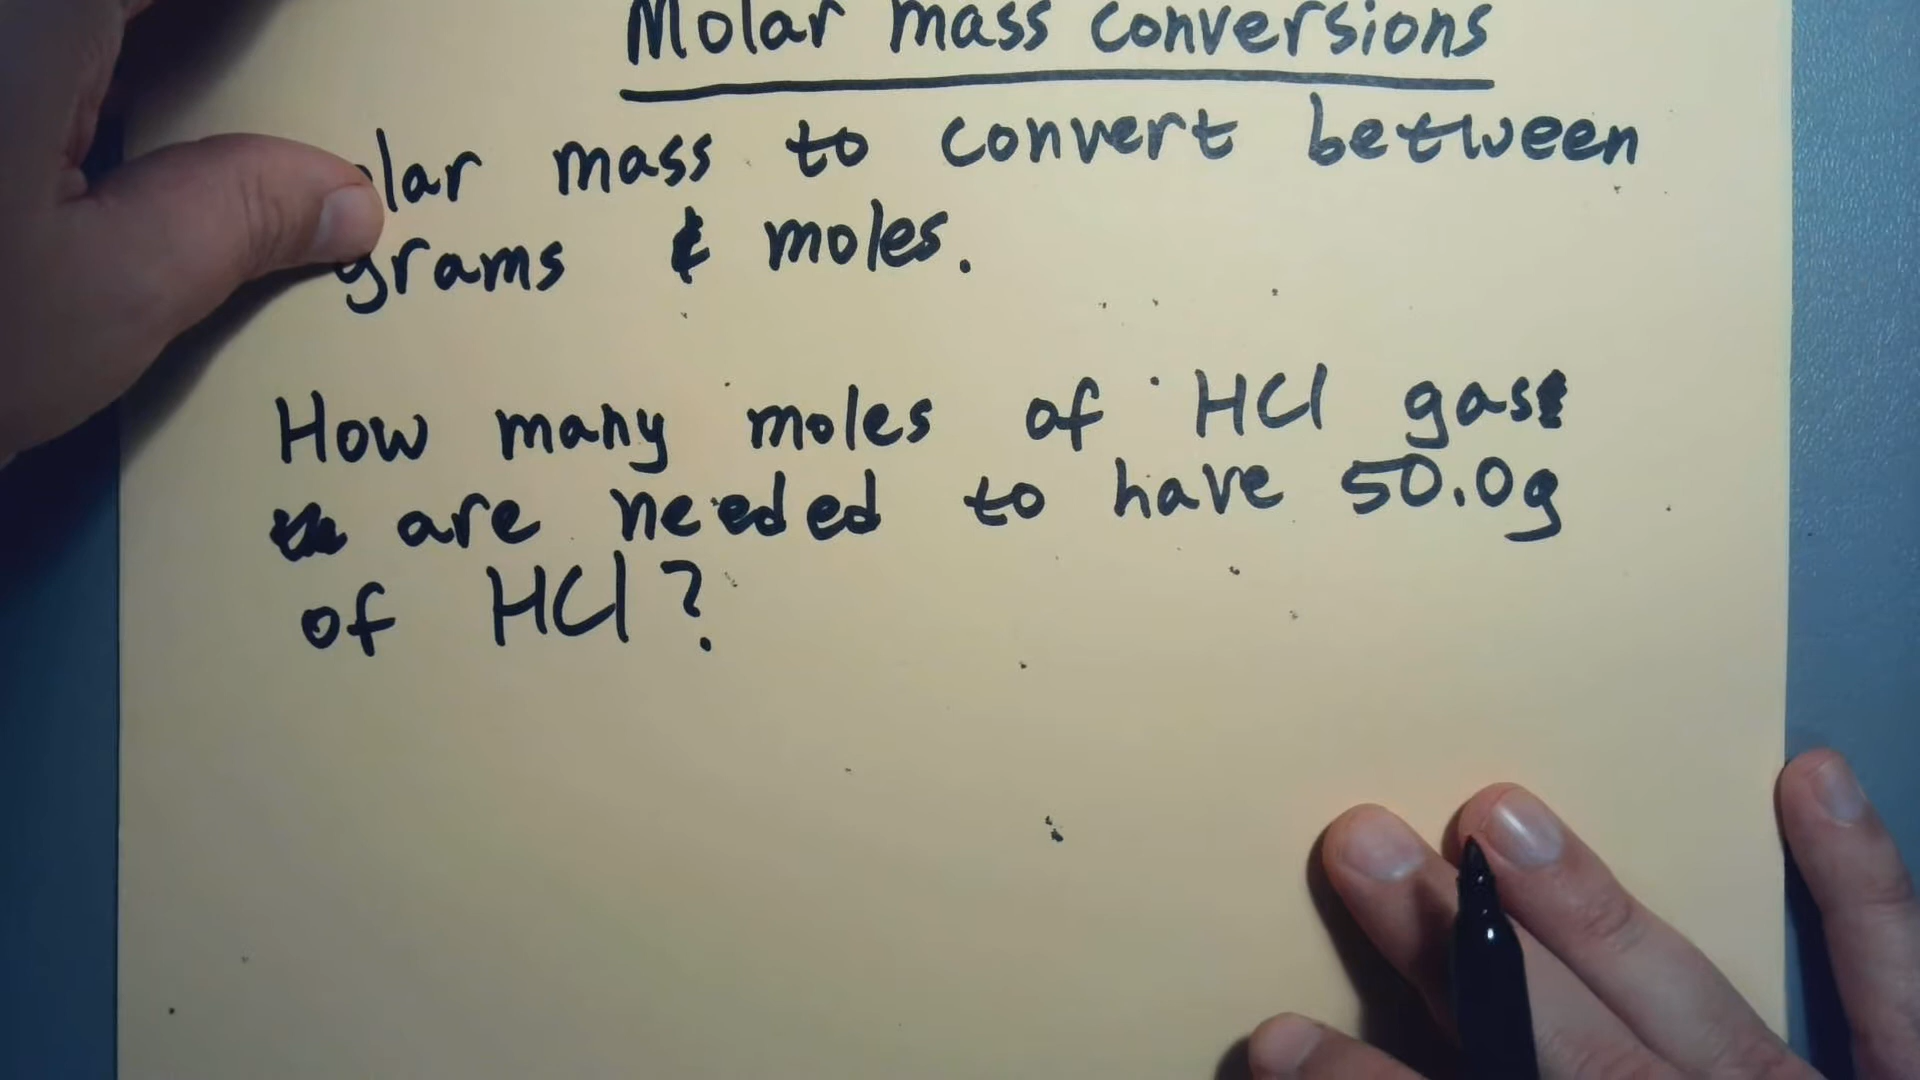 Molar mass conversions
lar mass to convert between
grams & moles.
How many moles of HCl gas
are needed to have 50.0g
of HCl?